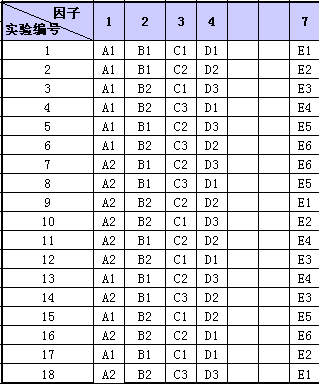 因子
实验编号 1 2 3 4 7
1 A1 B1 C1 D1 E1
2 A1 B1 C2 D2 E2
3 A1 B2 C1 D3 E3
4 A1 B2 C3 D1 E4
5 A1 B1 C2 D3 E5
6 A1 B2 C3 D2 E6
7 A2 B1 C2 D3 E6
8 A2 B2 C3 D1 E5
9 A2 B2 C2 D2 E1
10 A2 B2 C1 D3 E2
11 A2 B1 C2 D2 E4
12 A2 B2 C1 D1 E3
13 A1 B1 C2 D1 E4
14 A2 B1 C3 D2 E3
15 A1 B2 C1 D2 E5
16 A2 B2 C2 D1 E6
17 A1 B1 C1 D1 E2
18 A2 B2 C3 D3 E1